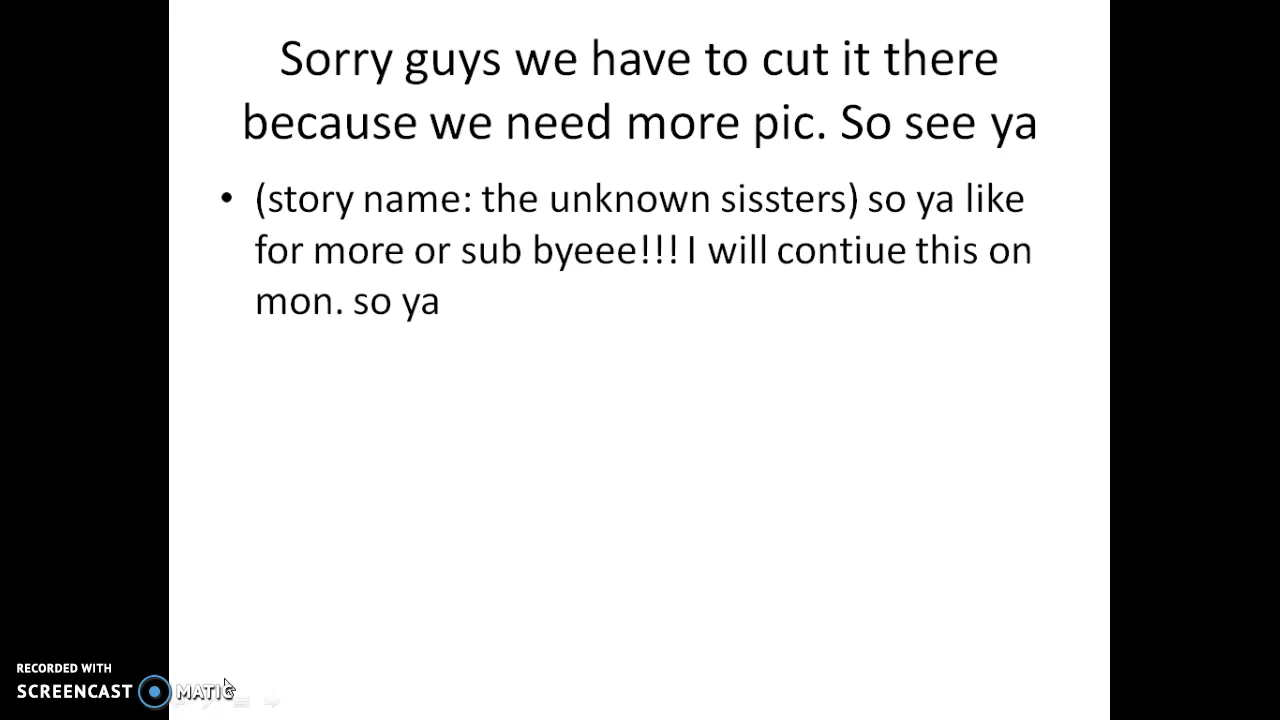 Sorry guys we have to cut it there
because we need more pic. So see ya
• (story name: the unknown sissters) so ya like
for more or sub byeee!!! I will contiue this on
mon. so ya
RECORDED WITH
SCREENCAST MATIC